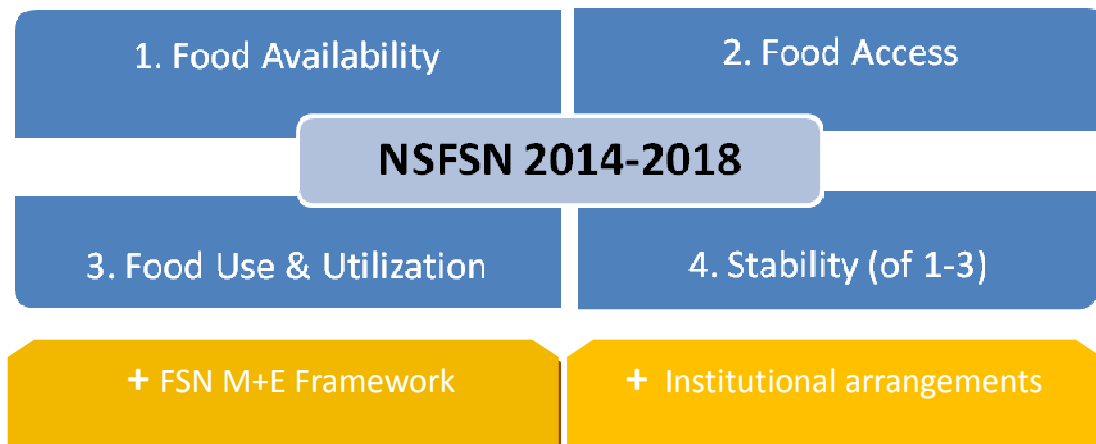 1. Food Availability
2. Food Access
NSFSN 2014-2018
3. Food Use & Utilization
4. Stability (of 1-3)
+ FSN M+E Framework
+ Institutional arrangements